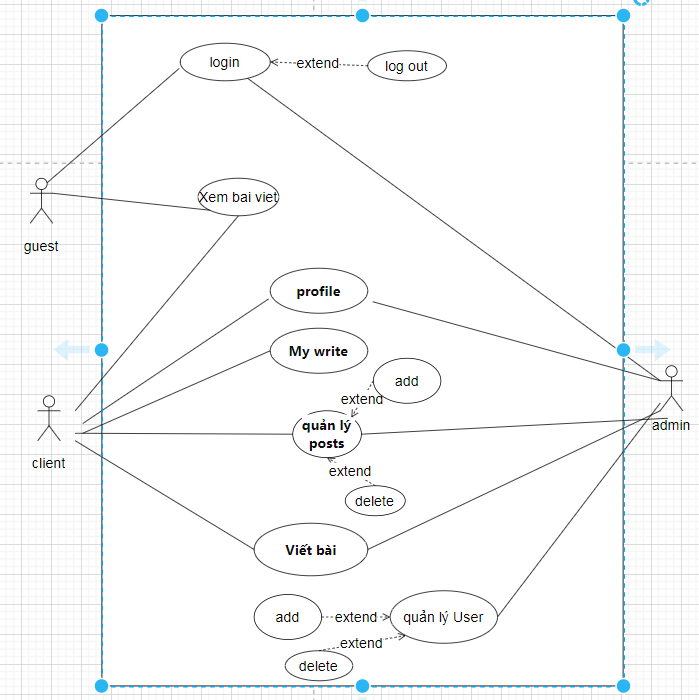 login
extend
log out
Xem bai viet
guest
profile
My write
add
extend
admin
quản lý
posts
client
extend
delete
Viết bài
add
extend
quản lý User
extend
delete